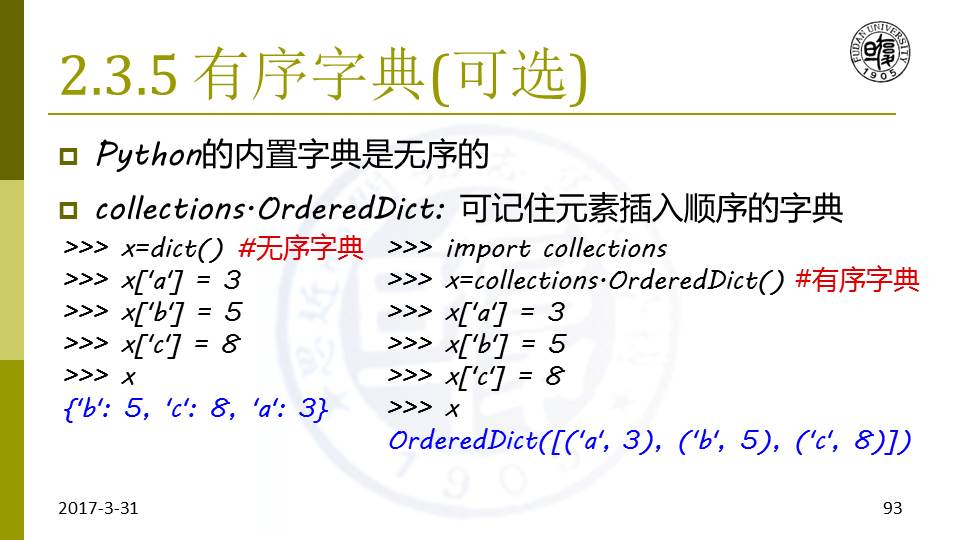 2.3.5 有序字典(可选)
FUDAN UNIVERSITY
1905
Python的内置字典是无序的
collections.OrderedDict: 可记住元素插入顺序的字典
>>> x=dict() #无序字典
>>> x['a'] = 3
>>> x['b'] = 5
>>> x['c'] = 8
>>> x
{'b': 5, 'c': 8, 'a': 3}
>>> import collections
>>> x=collections.OrderedDict() #有序字典
>>> x['a'] = 3
>>> x['b'] = 5
>>> x['c'] = 8
>>> x
OrderedDict([('a', 3), ('b', 5), ('c', 8)])
2017-3-31
93